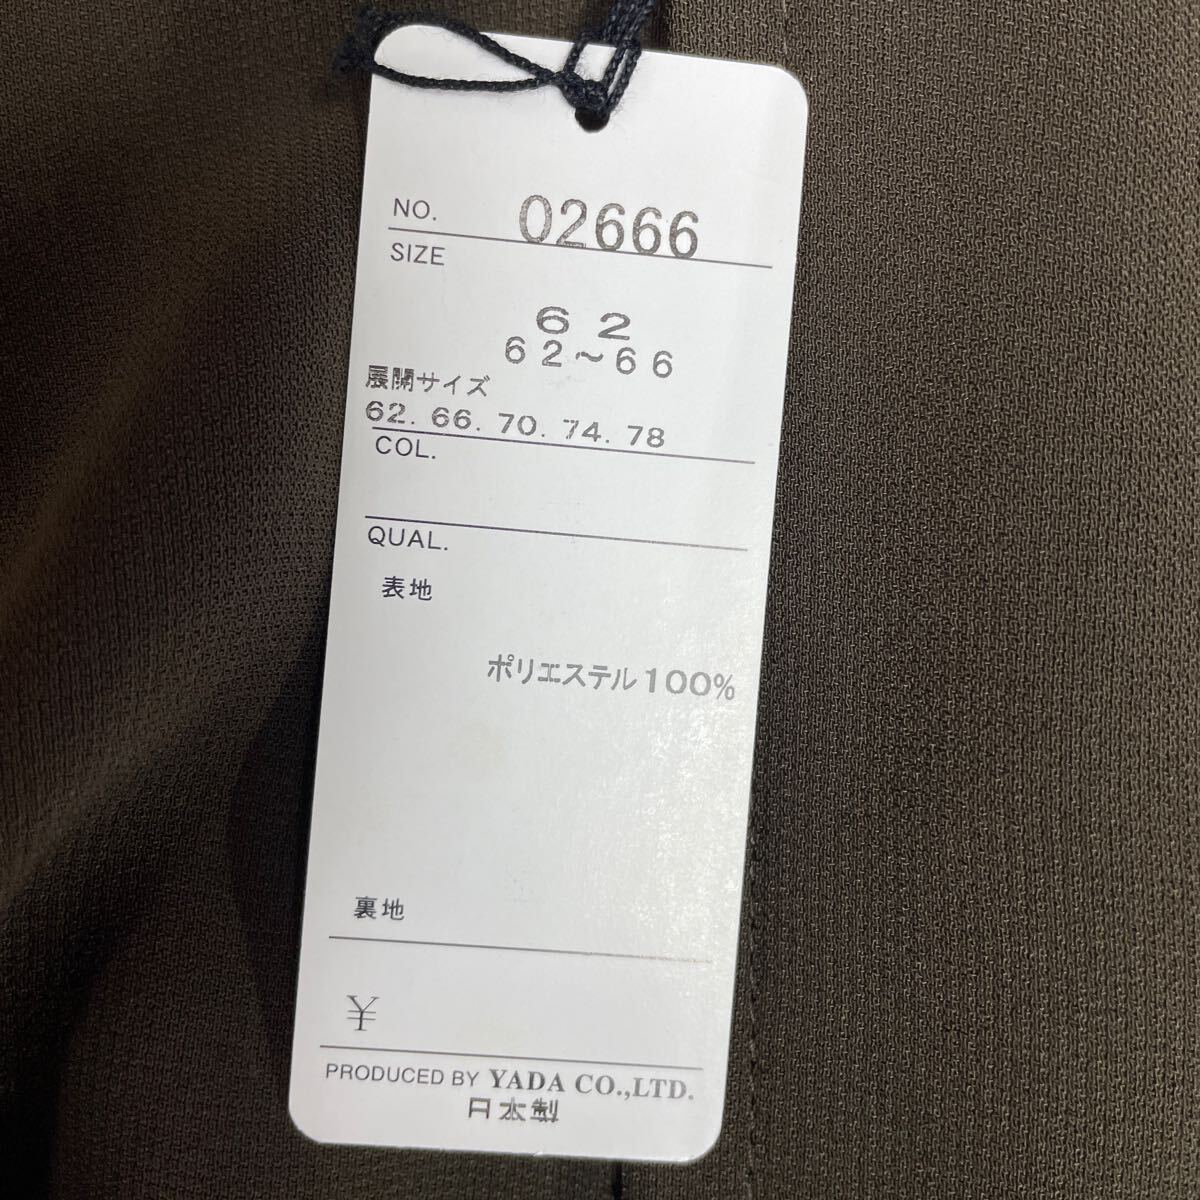 NO. 02666
SIZE
62
62～66
展開サイズ
62. 66. 70. 74. 78
COL.
QUAL.
表地
ポリエステル100%
裏地
¥
PRODUCED BY YADA CO.,LTD.
日本製